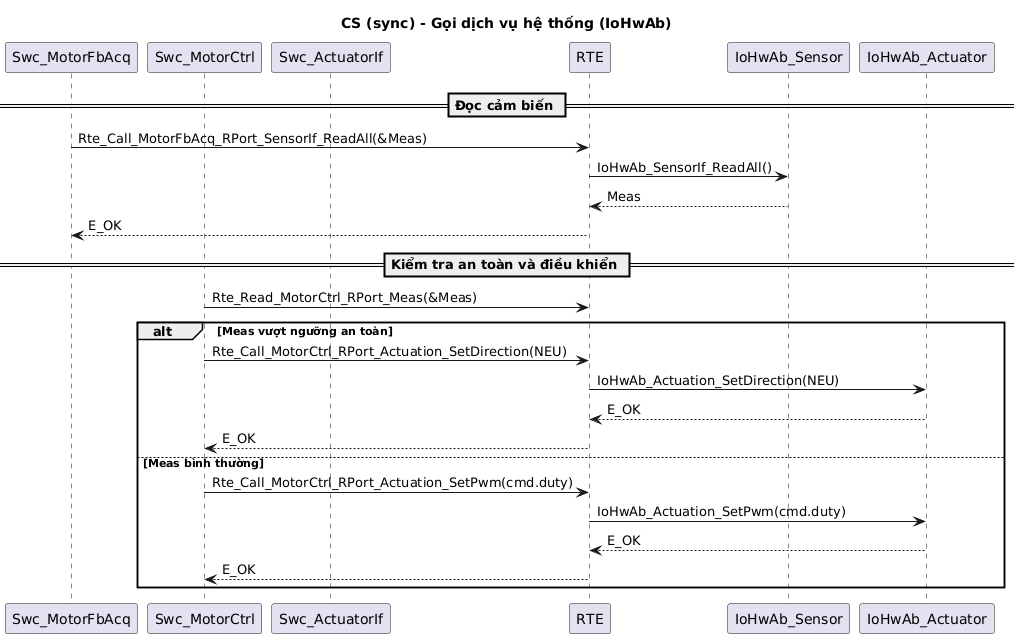 CS (sync) - Gọi dịch vụ hệ thống (IoHwAb)
Swc_MotorFbAcq
Swc_MotorCtrl
Swc_ActuatorIf
RTE
IoHwAb_Sensor
IoHwAb_Actuator
Đọc cảm biến
Rte_Call_MotorFbAcq_RPort_SensorIf_ReadAll(&Meas)
IoHwAb_SensorIf_ReadAll()
Meas
E_OK
Kiểm tra an toàn và điều khiển
Rte_Read_MotorCtrl_RPort_Meas(&Meas)
alt
[Meas vượt ngưỡng an toàn]
Rte_Call_MotorCtrl_RPort_Actuation_SetDirection(NEU)
IoHwAb_Actuation_SetDirection(NEU)
E_OK
E_OK
[Meas bình thường]
Rte_Call_MotorCtrl_RPort_Actuation_SetPwm(cmd.duty)
IoHwAb_Actuation_SetPwm(cmd.duty)
E_OK
E_OK
Swc_MotorFbAcq
Swc_MotorCtrl
Swc_ActuatorIf
RTE
IoHwAb_Sensor
IoHwAb_Actuator